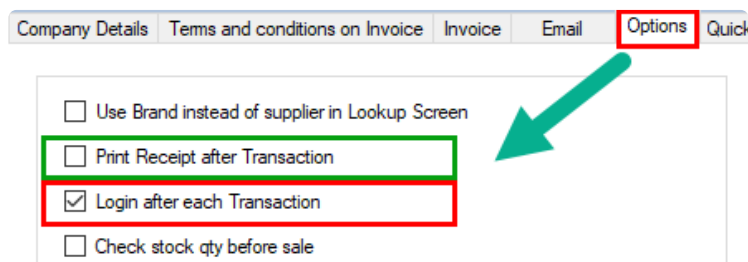 Company Details Terms and conditions on Invoice Invoice Email Options Quick
Use Brand instead of supplier in Lookup Screen
Print Receipt after Transaction
Login after each Transaction
Check stock qty before sale